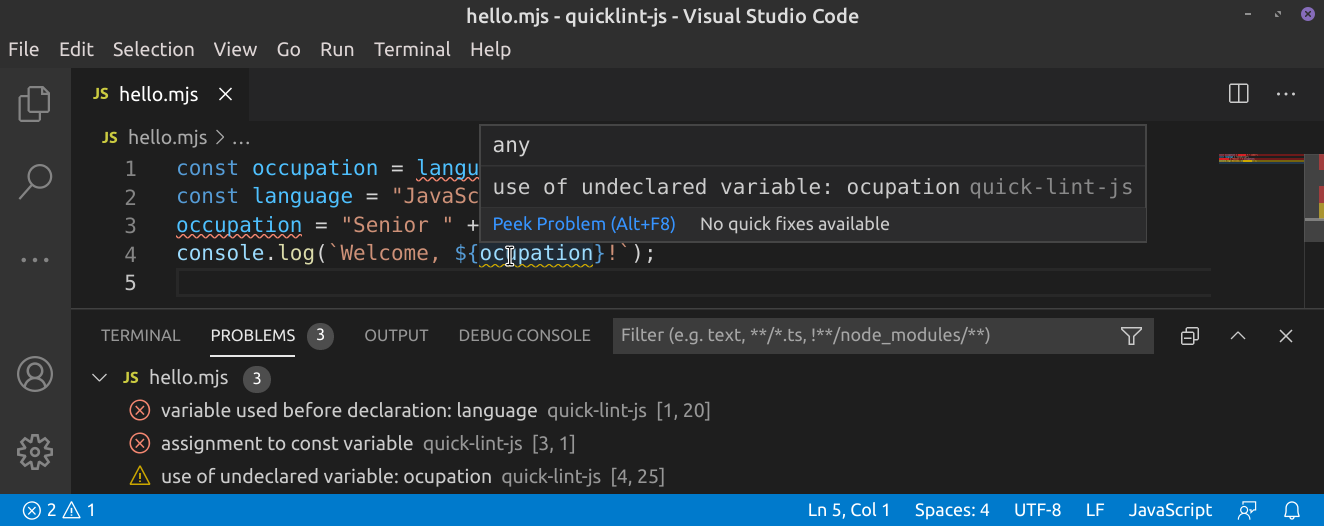 hello.mjs - quicklint-js - Visual Studio Code
File Edit Selection View Go Run Terminal Help
JS hello.mjs
JS hello.mjs > ...
any
1 const occupation = langu
use of undeclared variable: ocupation quick-lint-js
2 const language = "JavaSc
3 occupation = "Senior " +
Peek Problem (Alt+F8) No quick fixes available
4 console.log(`Welcome, ${ocupation}!`);
5
TERMINAL PROBLEMS 3 OUTPUT DEBUG CONSOLE Filter (e.g. text, **/*.ts, !**/node_modules/**)
JS hello.mjs 3
variable used before declaration: language quick-lint-js [1, 20]
assignment to const variable quick-lint-js [3, 1]
use of undeclared variable: ocupation quick-lint-js [4, 25]
2 1 Ln 5, Col 1 Spaces: 4 UTF-8 LF JavaScript